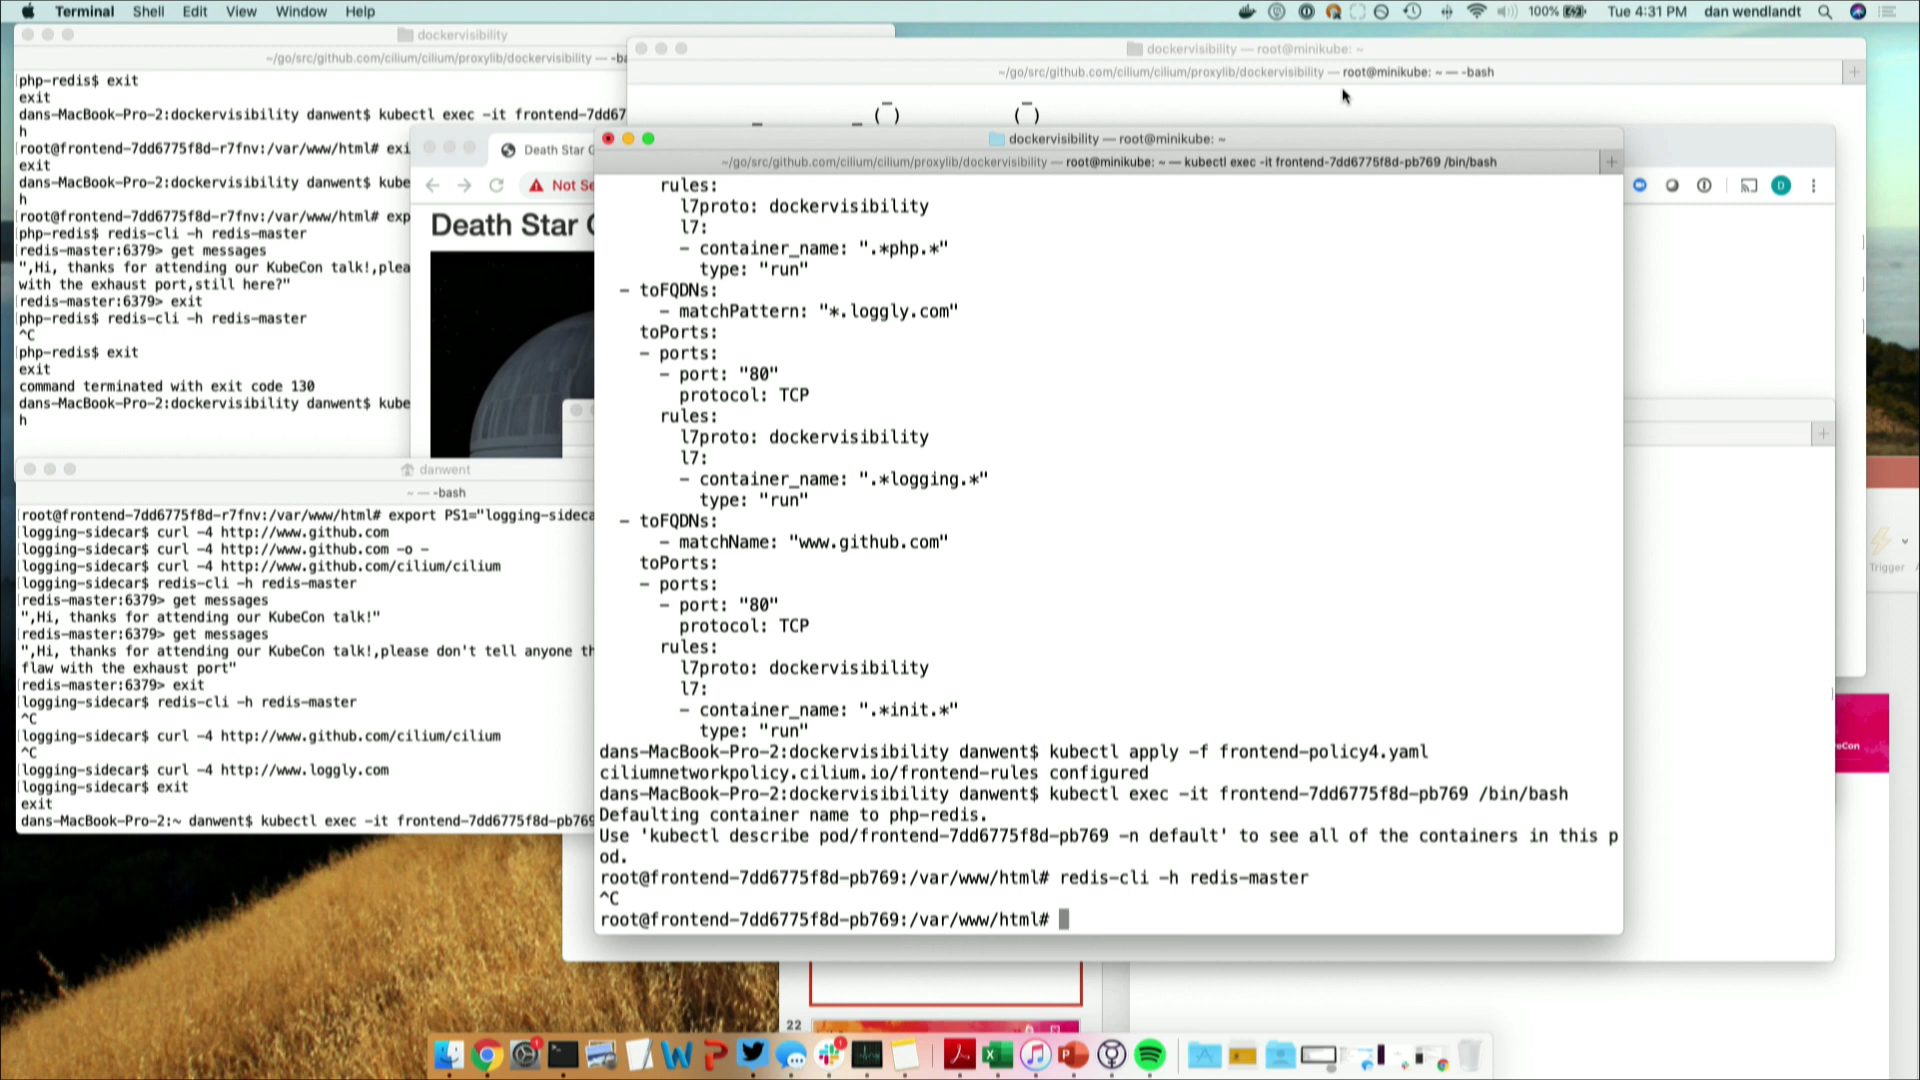 Terminal Shell Edit View Window Help
100% Tue 4:31 PM dan wendlandt
dockervisibility
~/go/src/github.com/cilium/cilium/proxylib/dockervisibility — -ba
php-redis$ exit
exit
dans-MacBook-Pro-2:dockervisibility danwent$ kubectl exec -it frontend-7dd67
h
root@frontend-7dd6775f8d-r7fnv:/var/www/html# exi
exit
dans-MacBook-Pro-2:dockervisibility danwent$ kube
h
root@frontend-7dd6775f8d-r7fnv:/var/www/html# exp
php-redis$ redis-cli -h redis-master
redis-master:6379> get messages
",Hi, thanks for attending our KubeCon talk!,plea
with the exhaust port,still here?"
redis-master:6379> exit
php-redis$ redis-cli -h redis-master
^C
php-redis$ exit
exit
command terminated with exit code 130
dans-MacBook-Pro-2:dockervisibility danwent$ kube
h
dockervisibility — root@minikube: ~
~/go/src/github.com/cilium/cilium/proxylib/dockervisibility — root@minikube: ~ — -bash
Death Star G
Not Se
Death Star G
danwent
~ — -bash
root@frontend-7dd6775f8d-r7fnv:/var/www/html# export PS1="logging-sideca
logging-sidecar$ curl -4 http://www.github.com
logging-sidecar$ curl -4 http://www.github.com -o -
logging-sidecar$ curl -4 http://www.github.com/cilium/cilium
logging-sidecar$ redis-cli -h redis-master
redis-master:6379> get messages
",Hi, thanks for attending our KubeCon talk!"
redis-master:6379> get messages
",Hi, thanks for attending our KubeCon talk!,please don't tell anyone th
flaw with the exhaust port"
redis-master:6379> exit
logging-sidecar$ redis-cli -h redis-master
^C
logging-sidecar$ curl -4 http://www.github.com/cilium/cilium
^C
logging-sidecar$ curl -4 http://www.loggly.com
logging-sidecar$ exit
exit
dans-MacBook-Pro-2:~ danwent$ kubectl exec -it frontend-7dd6775f8d-pb769
dockervisibility — root@minikube: ~
~/go/src/github.com/cilium/cilium/proxylib/dockervisibility — root@minikube: ~ — kubectl exec -it frontend-7dd6775f8d-pb769 /bin/bash
rules:
l7proto: dockervisibility
l7:
- container_name: ".*php.*"
type: "run"
- toFQDNs:
- matchPattern: "*.loggly.com"
toPorts:
- ports:
- port: "80"
protocol: TCP
rules:
l7proto: dockervisibility
l7:
- container_name: ".*logging.*"
type: "run"
- toFQDNs:
- matchName: "www.github.com"
toPorts:
- ports:
- port: "80"
protocol: TCP
rules:
l7proto: dockervisibility
l7:
- container_name: ".*init.*"
type: "run"
dans-MacBook-Pro-2:dockervisibility danwent$ kubectl apply -f frontend-policy4.yaml
ciliumnetworkpolicy.cilium.io/frontend-rules configured
dans-MacBook-Pro-2:dockervisibility danwent$ kubectl exec -it frontend-7dd6775f8d-pb769 /bin/bash
Defaulting container name to php-redis.
Use 'kubectl describe pod/frontend-7dd6775f8d-pb769 -n default' to see all of the containers in this p
od.
root@frontend-7dd6775f8d-pb769:/var/www/html# redis-cli -h redis-master
^C
root@frontend-7dd6775f8d-pb769:/var/www/html#
D
Trigger
eCon
22